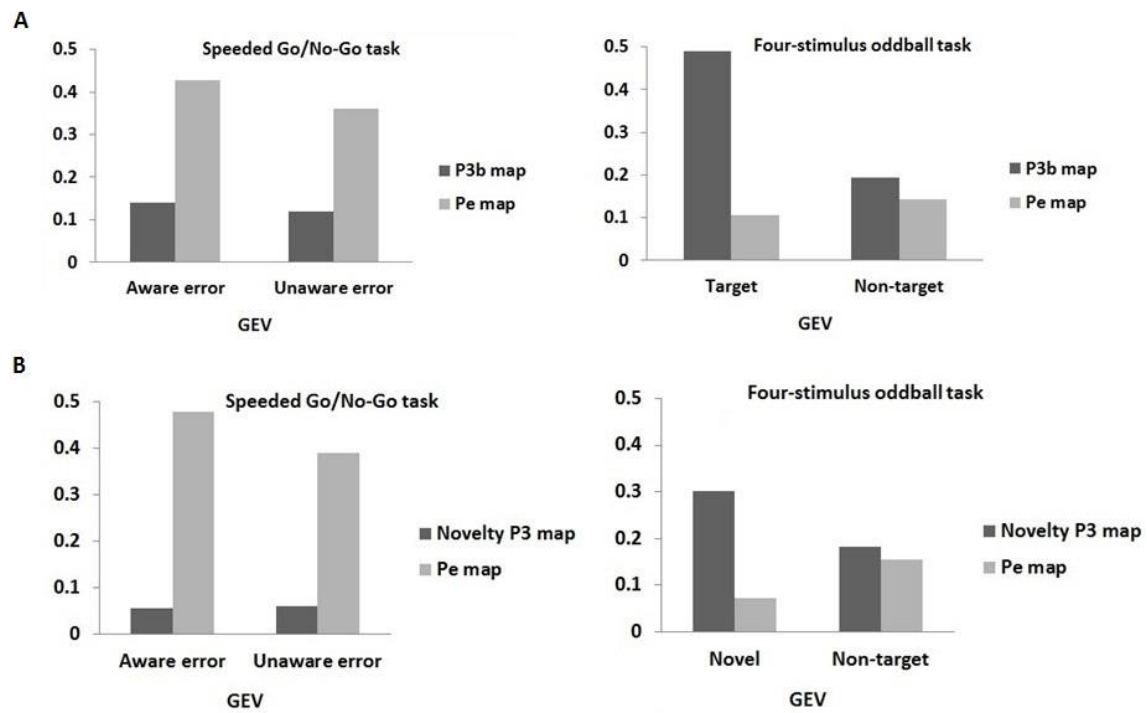 A
Speeded Go/No-Go task
0.5
0.4
0.3
0.2
0.1
0
Aware error Unaware error
GEV
P3b map
Pe map
Four-stimulus oddball task
0.5
0.4
0.3
0.2
0.1
0
Target Non-target
GEV
P3b map
Pe map
B
Speeded Go/No-Go task
0.5
0.4
0.3
0.2
0.1
0
Aware error Unaware error
GEV
Novelty P3 map
Pe map
Four-stimulus oddball task
0.5
0.4
0.3
0.2
0.1
0
Novel Non-target
GEV
Novelty P3 map
Pe map